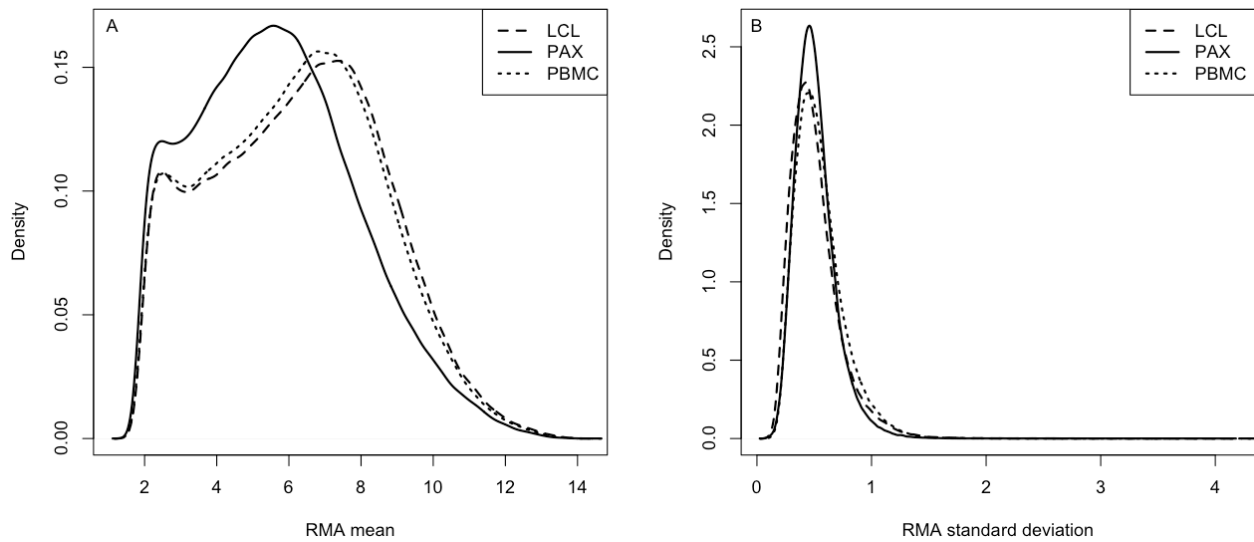 A
LCL
PAX
PBMC
Density
0.00 0.05 0.10 0.15
2 4 6 8 10 12 14
RMA mean
B
LCL
PAX
PBMC
Density
0.0 0.5 1.0 1.5 2.0 2.5
0 1 2 3 4
RMA standard deviation